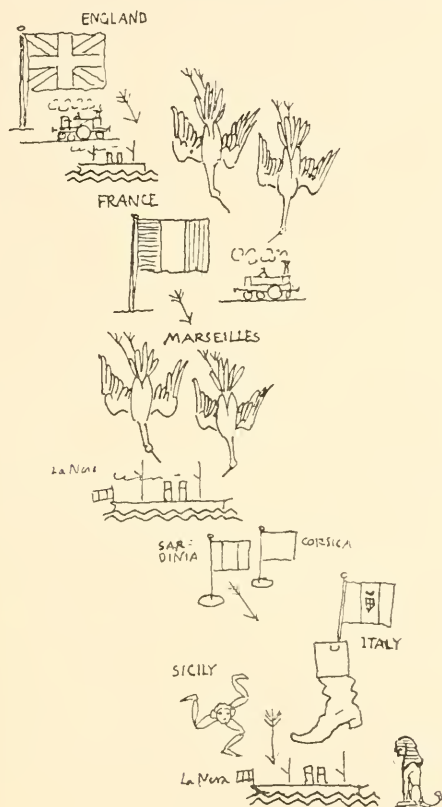 ENGLAND
FRANCE
MARSEILLES
SAR=
DINIA
CORSICA
ITALY
SICILY